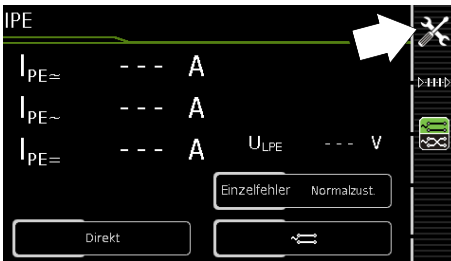 IPE
IPE≃ --- A
IPE~ --- A
IPE= --- A
ULPE --- V
Einzelfehler Normalzust.
Direkt